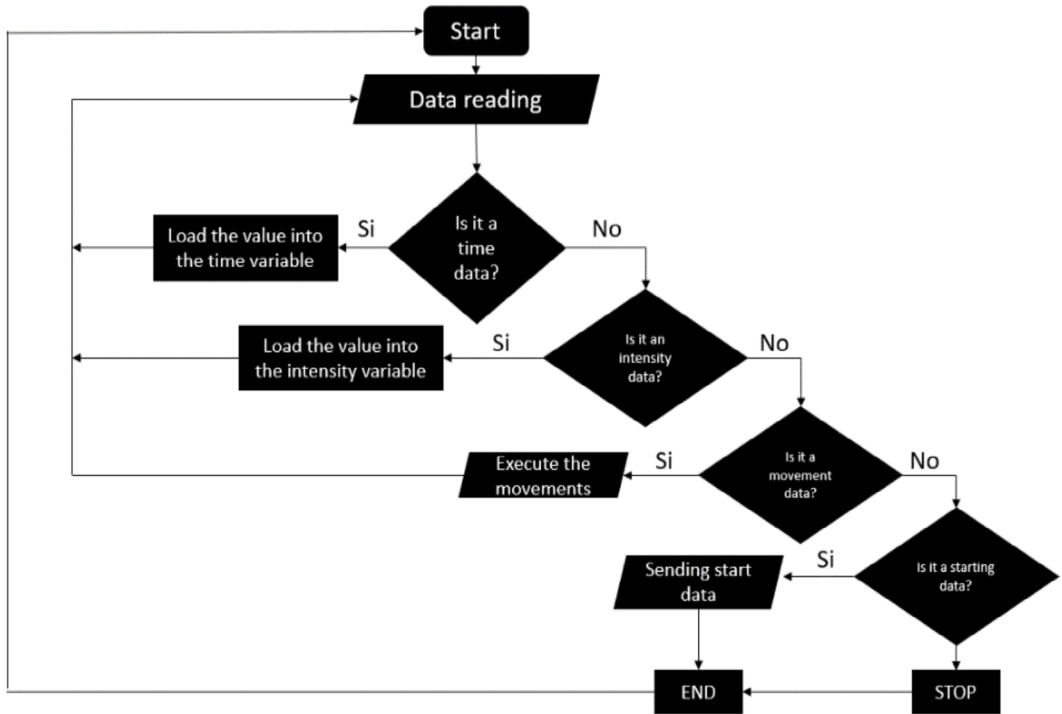 Start
Data reading
Is it a
time
data?
Si
No
Load the value into
the time variable
Is it an
intensity
data?
Si
No
Load the value into
the intensity variable
Is it a
movement
data?
Si
No
Execute the
movements
Is it a starting
data?
Si
Sending start
data
END
STOP